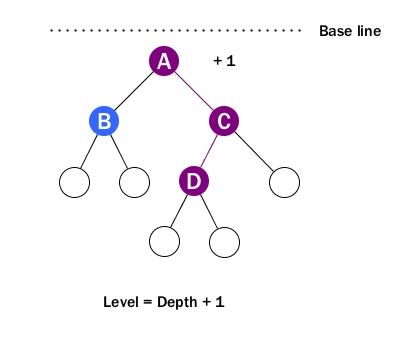 Base line
A + 1
B C
D
Level = Depth + 1